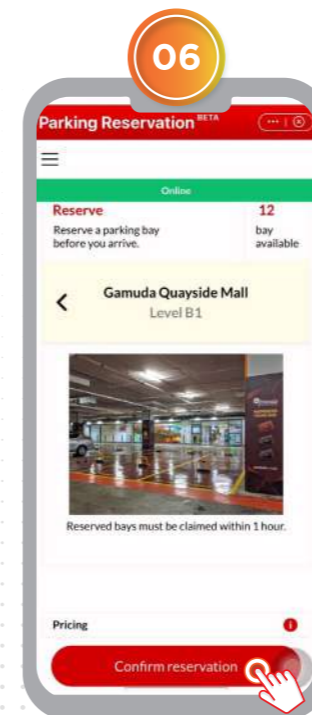 06
Parking Reservation BETA
Online
Reserve
12
Reserve a parking bay
before you arrive.
bay
available
Gamuda Quayside Mall
Level B1
Reserved bays must be claimed within 1 hour.
Pricing
i
Confirm reservation